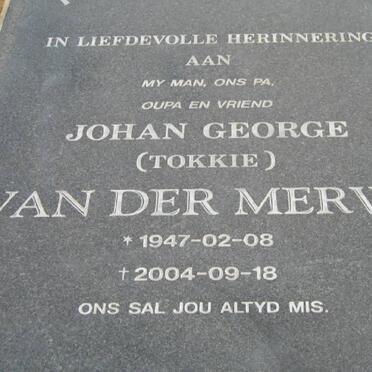 IN LIEFDEVOLLE HERINNERING
AAN
MY MAN, ONS PA,
OUPA EN VRIEND
JOHAN GEORGE
(TOKKIE)
VAN DER MERW
* 1947-02-08
† 2004-09-18
ONS SAL JOU ALTYD MIS.